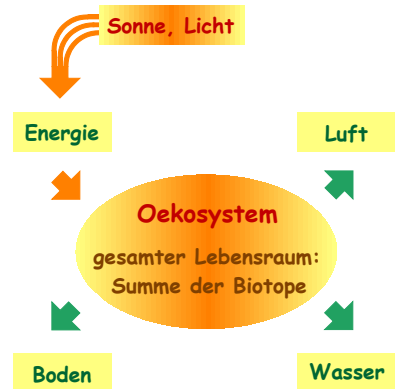 Sonne, Licht
Energie
Luft
Oekosystem
gesamter Lebensraum:
Summe der Biotope
Boden
Wasser